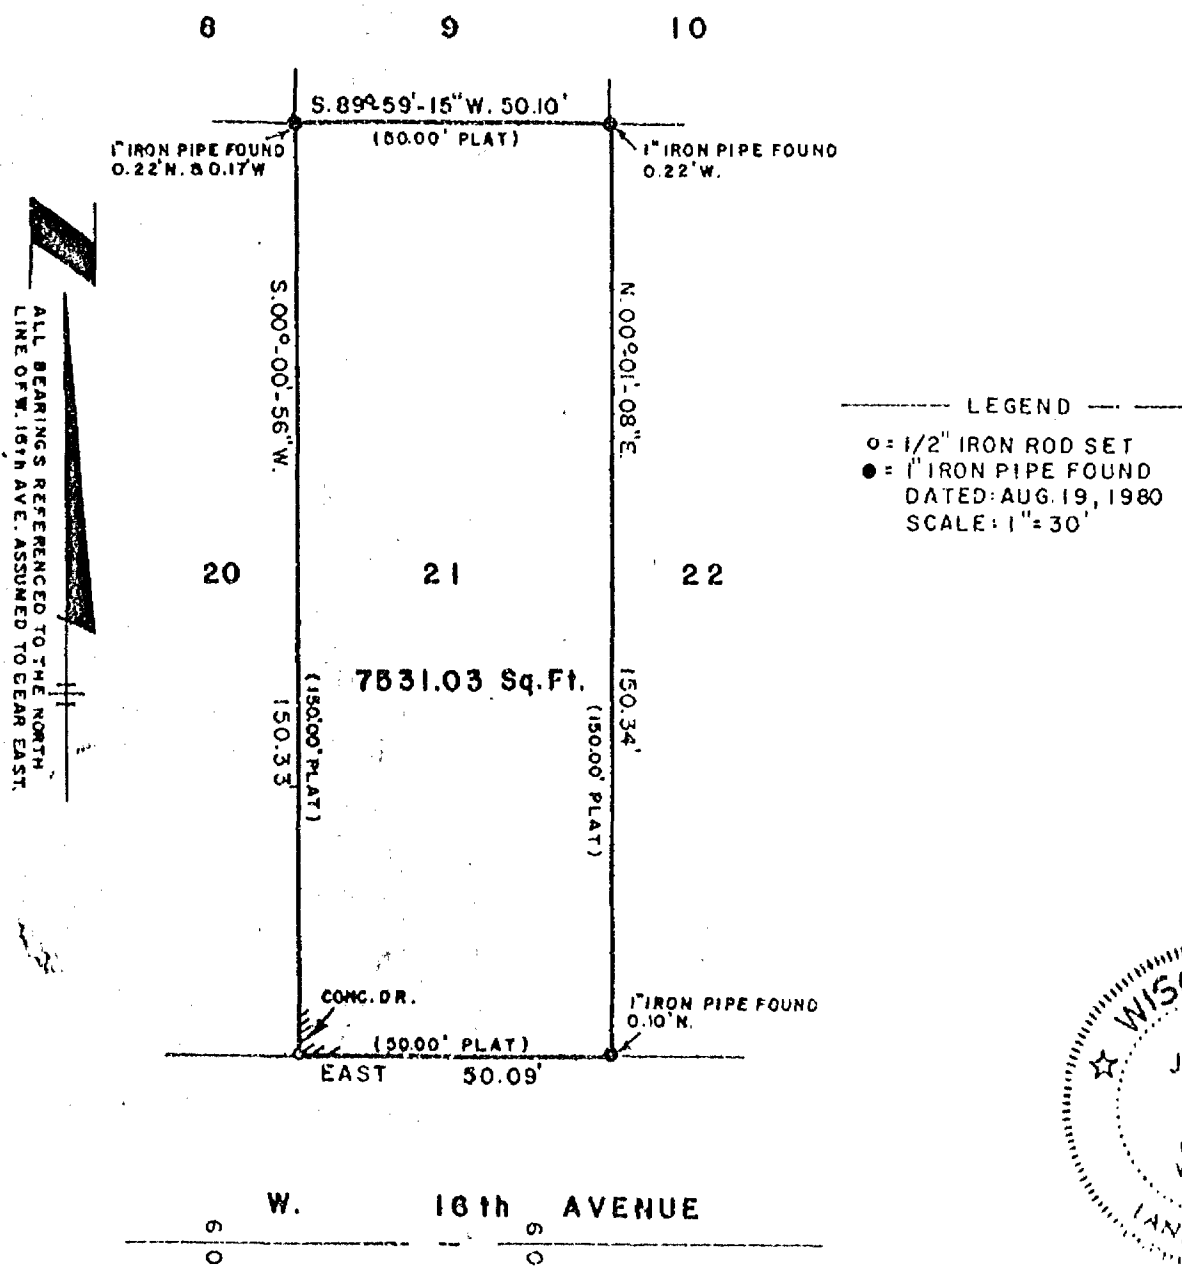 8 9 10
S. 89°-59'-15" W. 50.10'
(50.00' PLAT)
1" IRON PIPE FOUND
0.22' N. & 0.17' W
1" IRON PIPE FOUND
0.22' W.
ALL BEARINGS REFERENCED TO THE NORTH
LINE OF W. 16th AVE. ASSUMED TO BEAR EAST.
S. 00°-00'-56" W.
N. 00°-01'-08" E.
LEGEND
o = 1/2" IRON ROD SET
● = 1" IRON PIPE FOUND
DATED: AUG. 19, 1980
SCALE: 1" = 30'
20 21 22
7531.03 Sq. Ft.
150.33'
(150.00' PLAT)
(150.00' PLAT)
150.34'
CONC. DR.
1" IRON PIPE FOUND
0.10' N.
(50.00' PLAT)
EAST 50.09'
W. 16th AVENUE
60 60
WIS
J
LAN